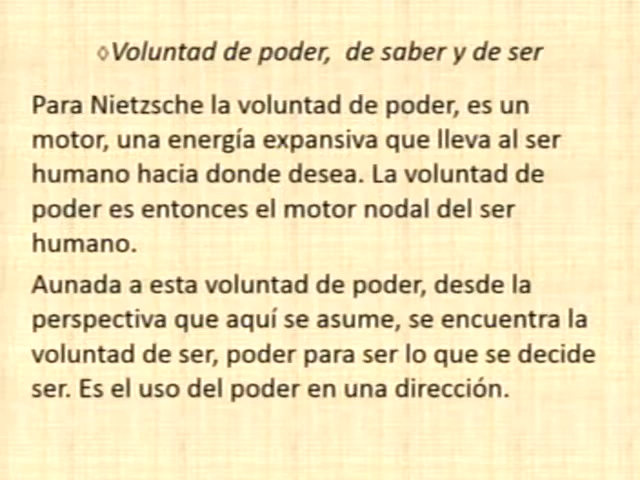 ◊Voluntad de poder, de saber y de ser
Para Nietzsche la voluntad de poder, es un
motor, una energía expansiva que lleva al ser
humano hacia donde desea. La voluntad de
poder es entonces el motor nodal del ser
humano.
Aunada a esta voluntad de poder, desde la
perspectiva que aquí se asume, se encuentra la
voluntad de ser, poder para ser lo que se decide
ser. Es el uso del poder en una dirección.